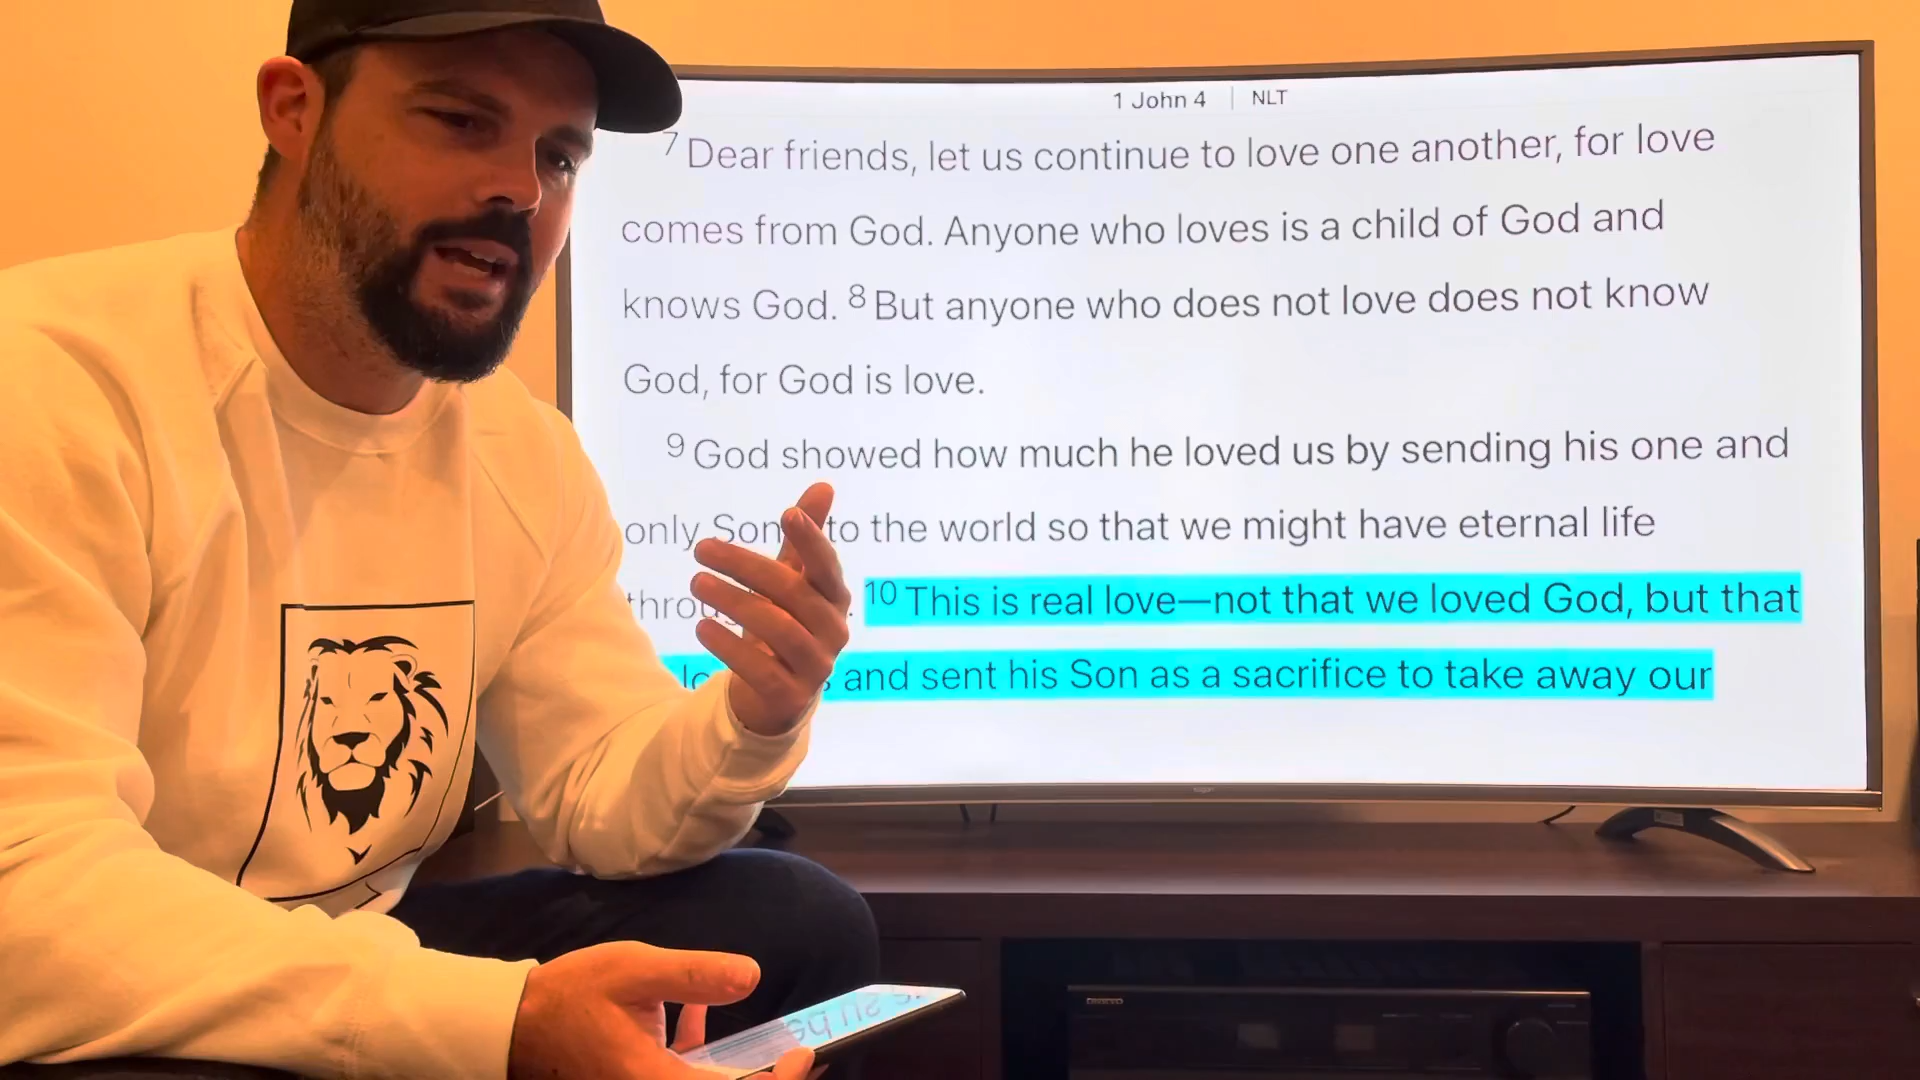 1 John 4 | NLT
7 Dear friends, let us continue to love one another, for love
comes from God. Anyone who loves is a child of God and
knows God. 8 But anyone who does not love does not know
God, for God is love.
9 God showed how much he loved us by sending his one and
only Son to the world so that we might have eternal life
10 This is real love—not that we loved God, but that
and sent his Son as a sacrifice to take away our
ONKYO